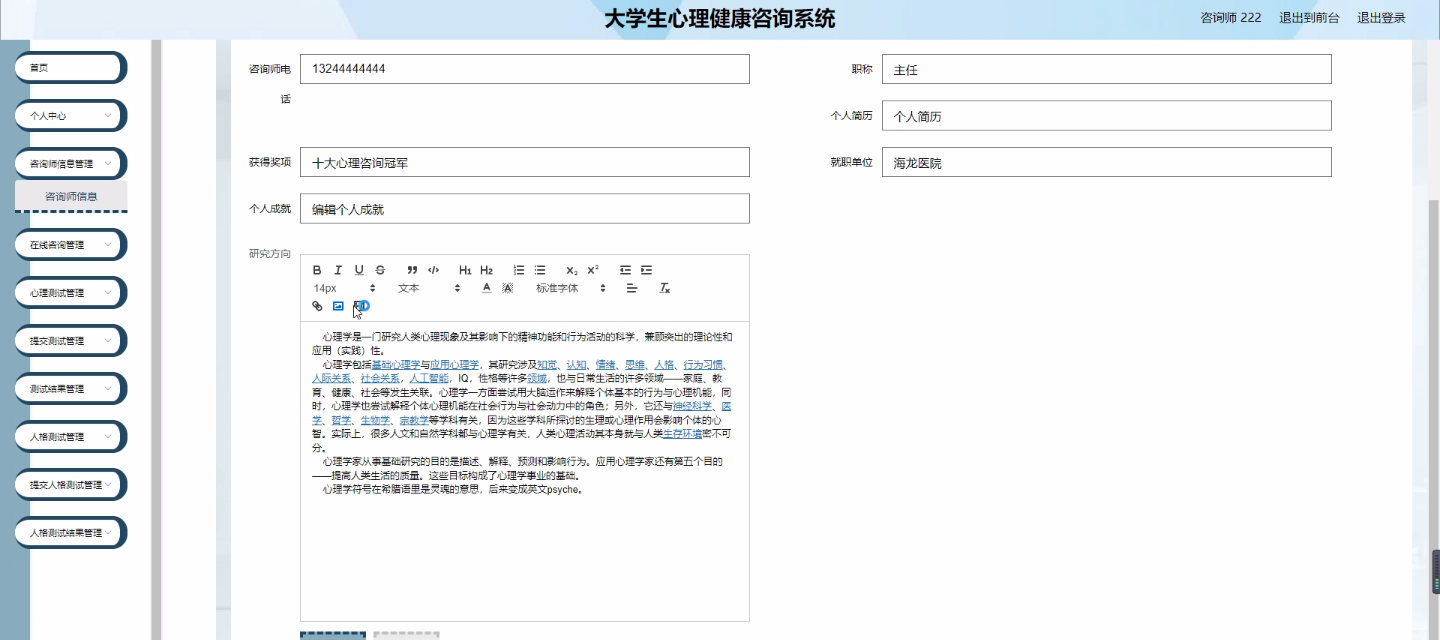 大学生心理健康咨询系统
咨询师 222 退出到前台 退出登录
首页
个人中心
咨询师信息管理
咨询师信息
在线咨询管理
心理测试管理
提交测试管理
测试结果管理
人格测试管理
提交人格测试管理
人格测试结果管理
咨询师电话 13244444444
职称 主任
个人简历 个人简历
获得奖项 十大心理咨询冠军
就职单位 海龙医院
个人成就 编辑个人成就
研究方向
B I U S ” </> H1 H2 X2 X2
14px 文本 A A 标准字体 Tx
心理学是一门研究人类心理现象及其影响下的精神功能和行为活动的科学，兼顾突出的理论性和
应用（实践）性。
心理学包括基础心理学与应用心理学，其研究涉及知觉、认知、情绪、思维、人格、行为习惯、
人际关系、社会关系，人工智能，IQ，性格等许多领域，也与日常生活的许多领域——家庭、教
育、健康、社会等发生关联。心理学一方面尝试用大脑运作来解释个体基本的行为与心理机能，同
时，心理学也尝试解释个体心理机能在社会行为与社会动力中的角色；另外，它还与神经科学、医
学、哲学、生物学、宗教学等学科有关，因为这些学科所探讨的生理或心理作用会影响个体的心
智。实际上，很多人文和自然学科都与心理学有关，人类心理活动其本身就与人类生存环境密不可
分。
心理学家从事基础研究的目的是描述、解释、预测和影响行为。应用心理学家还有第五个目的
——提高人类生活的质量。这些目标构成了心理学事业的基础。
心理学符号在希腊语里是灵魂的意思，后来变成英文psyche。